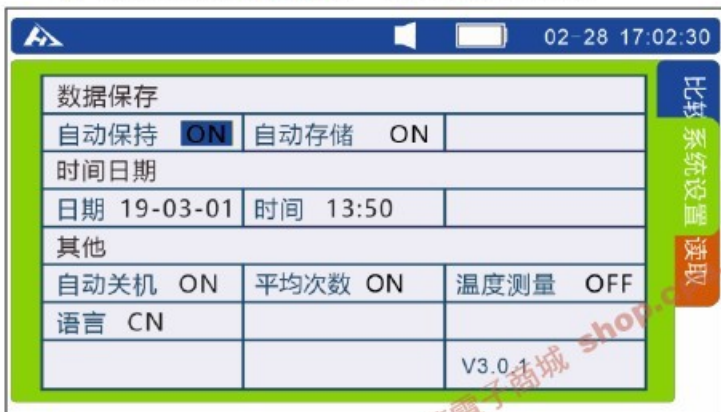 02-28 17:02:30
数据保存
自动保持 ON 自动存储 ON
时间日期
日期 19-03-01 时间 13:50
其他
自动关机 ON 平均次数 ON 温度测量 OFF
语言 CN
V3.0.1
比较
系统设置
读取
子商城 shop.c